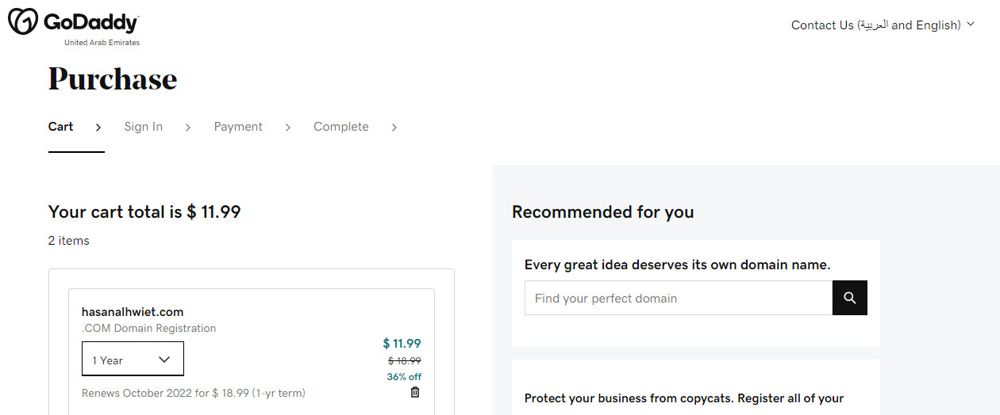 GoDaddy
United Arab Emirates
Contact Us (العربية and English)
Purchase
Cart
Sign In
Payment
Complete
Your cart total is $ 11.99
2 items
hasanalhwiet.com
.COM Domain Registration
1 Year
$ 11.99
$ 18.99
36% off
Renews October 2022 for $ 18.99 (1-yr term)
Recommended for you
Every great idea deserves its own domain name.
Find your perfect domain
Protect your business from copycats. Register all of your